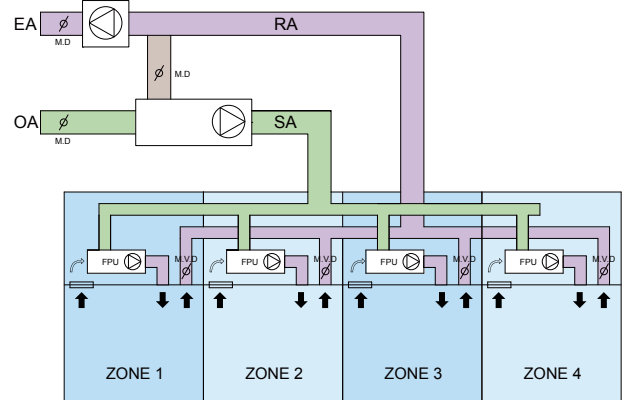 EA
RA
M.D
M.D
OA
SA
M.D
FPU
M.V.D
FPU
M.V.D
FPU
M.V.D
FPU
M.V.D
ZONE 1
ZONE 2
ZONE 3
ZONE 4